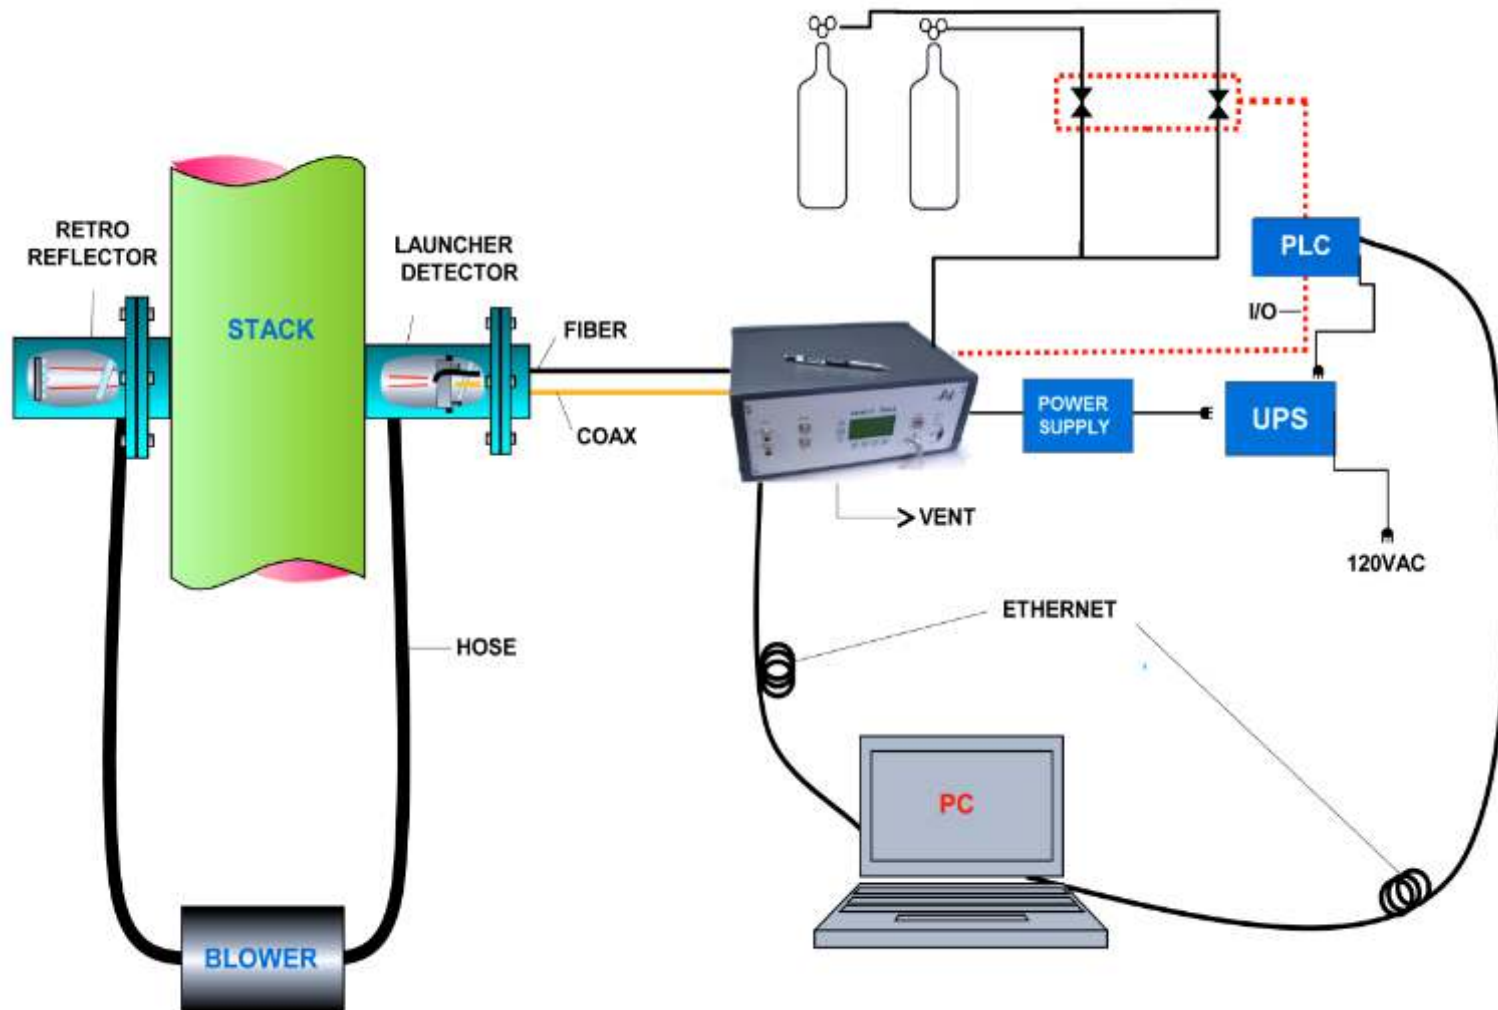 RETRO
REFLECTOR
LAUNCHER
DETECTOR
STACK
FIBER
COAX
PLC
I/O
POWER
SUPPLY
UPS
VENT
120VAC
ETHERNET
HOSE
PC
BLOWER